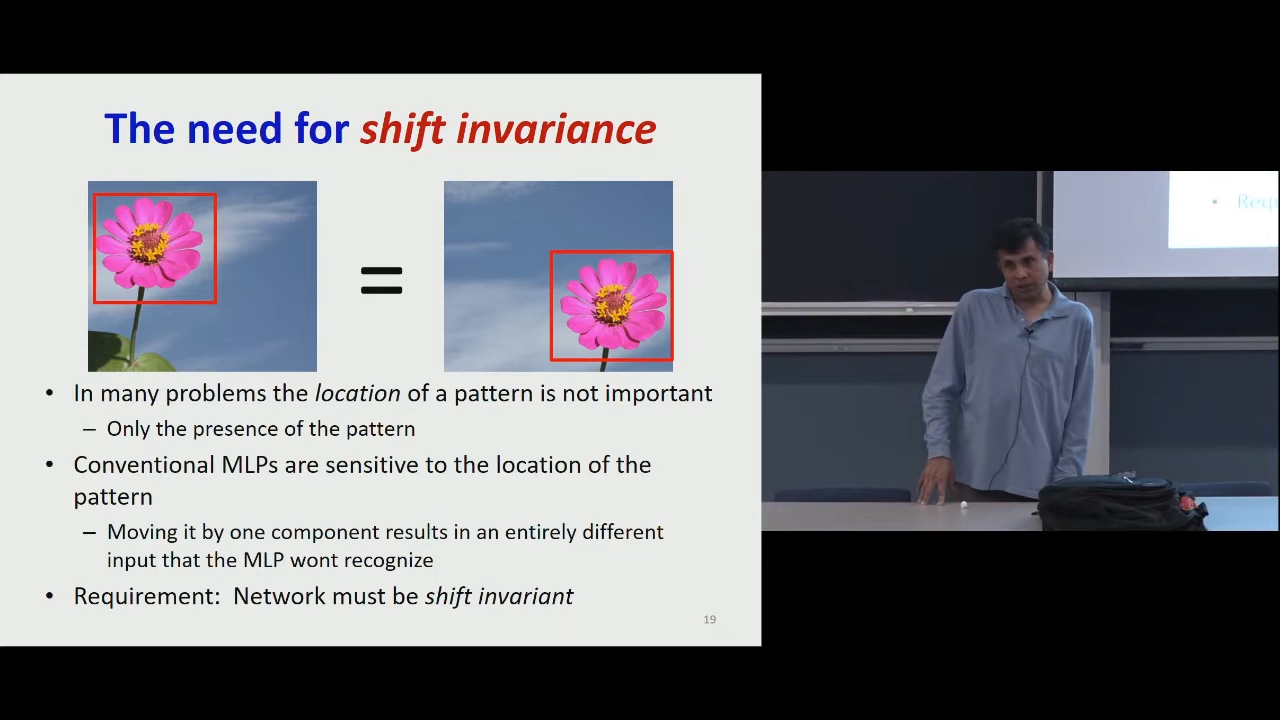 The need for shift invariance
=
• In many problems the location of a pattern is not important
– Only the presence of the pattern
• Conventional MLPs are sensitive to the location of the
pattern
– Moving it by one component results in an entirely different
input that the MLP wont recognize
• Requirement: Network must be shift invariant
19
• Requ